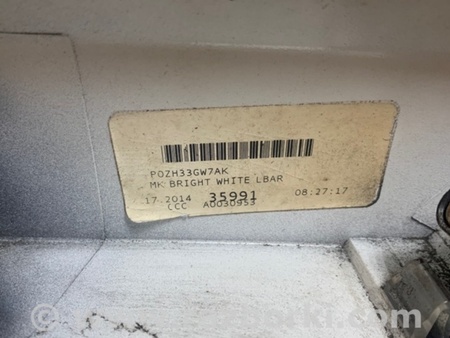 P0ZH33GW7AK
MK BRIGHT WHITE LBAR
17 2014 35991 08:27:17
CCC A0030953